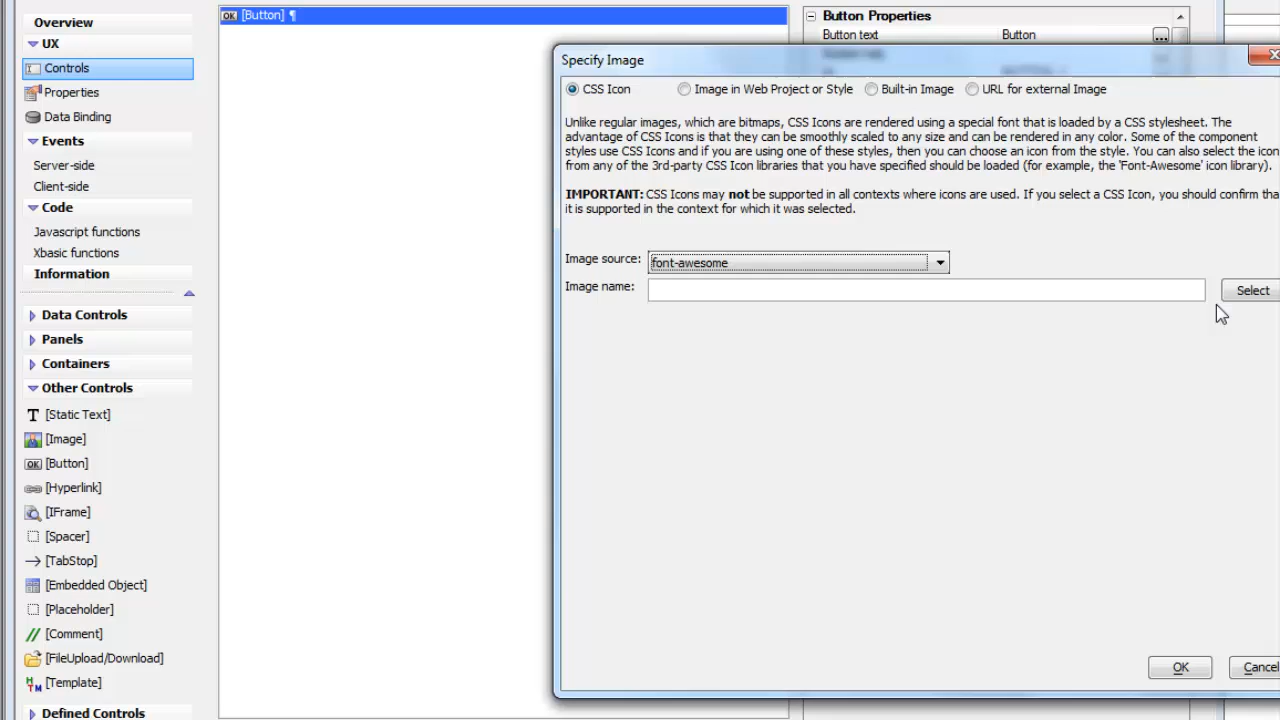 Overview
UX
Controls
Properties
Data Binding
Events
Server-side
Client-side
Code
Javascript functions
Xbasic functions
Information
Data Controls
Panels
Containers
Other Controls
T [Static Text]
[Image]
OK [Button]
[Hyperlink]
[IFrame]
[Spacer]
[TabStop]
[Embedded Object]
[Placeholder]
// [Comment]
[FileUpload/Download]
HTM [Template]
Defined Controls
OK [Button] ¶
Button Properties
Button text Button ...
Specify Image
CSS Icon Image in Web Project or Style Built-in Image URL for external Image
Unlike regular images, which are bitmaps, CSS Icons are rendered using a special font that is loaded by a CSS stylesheet. The
advantage of CSS Icons is that they can be smoothly scaled to any size and can be rendered in any color. Some of the component
styles use CSS Icons and if you are using one of these styles, then you can choose an icon from the style. You can also select the icon
from any of the 3rd-party CSS Icon libraries that you have specified should be loaded (for example, the 'Font-Awesome' icon library).
IMPORTANT: CSS Icons may not be supported in all contexts where icons are used. If you select a CSS Icon, you should confirm tha
it is supported in the context for which it was selected.
Image source: font-awesome
Image name: Select
OK Cancel